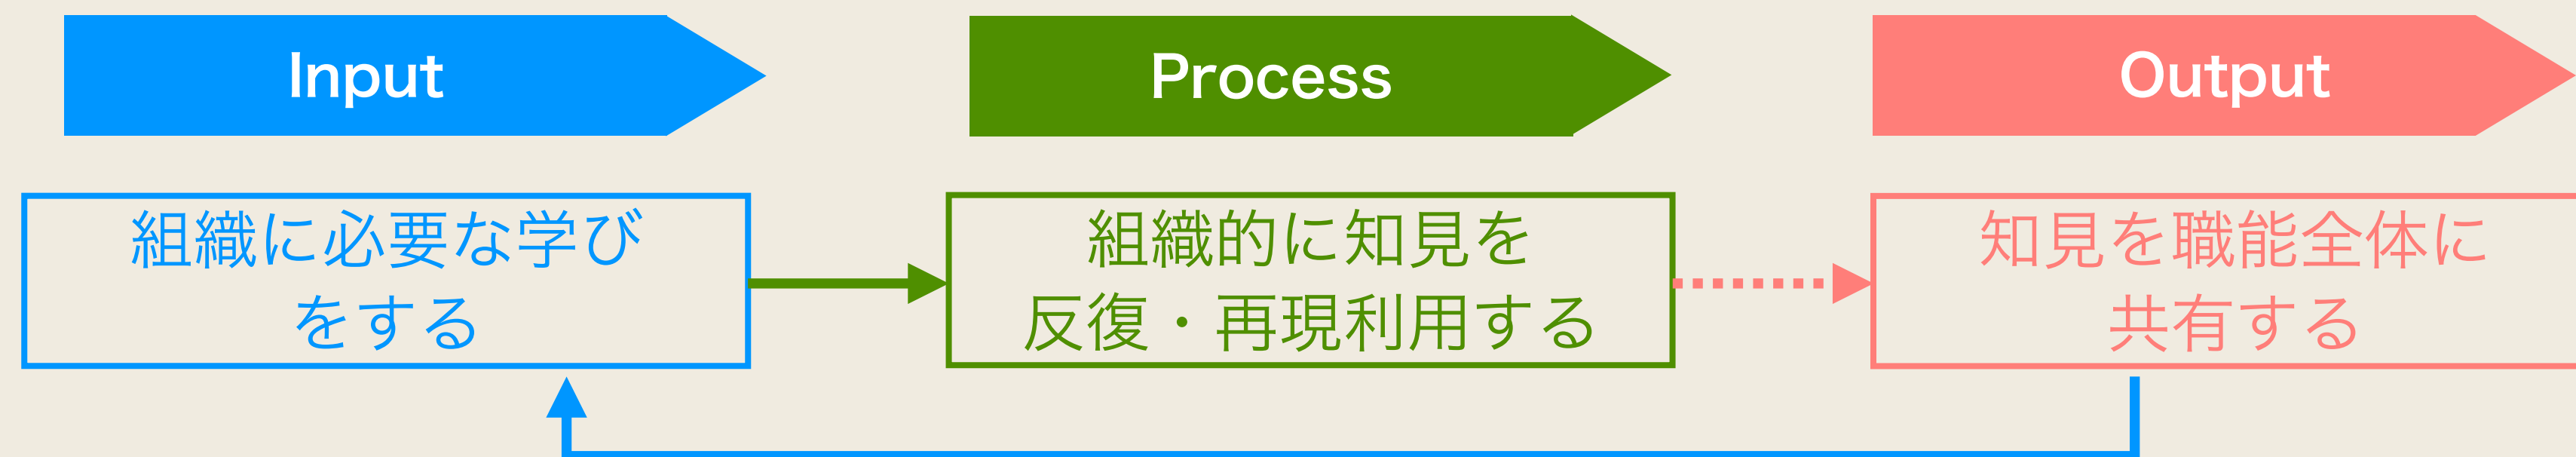 Input
Process
Output
組織に必要な学び
をする
組織的に知見を
反復・再現利用する
知見を職能全体に
共有する